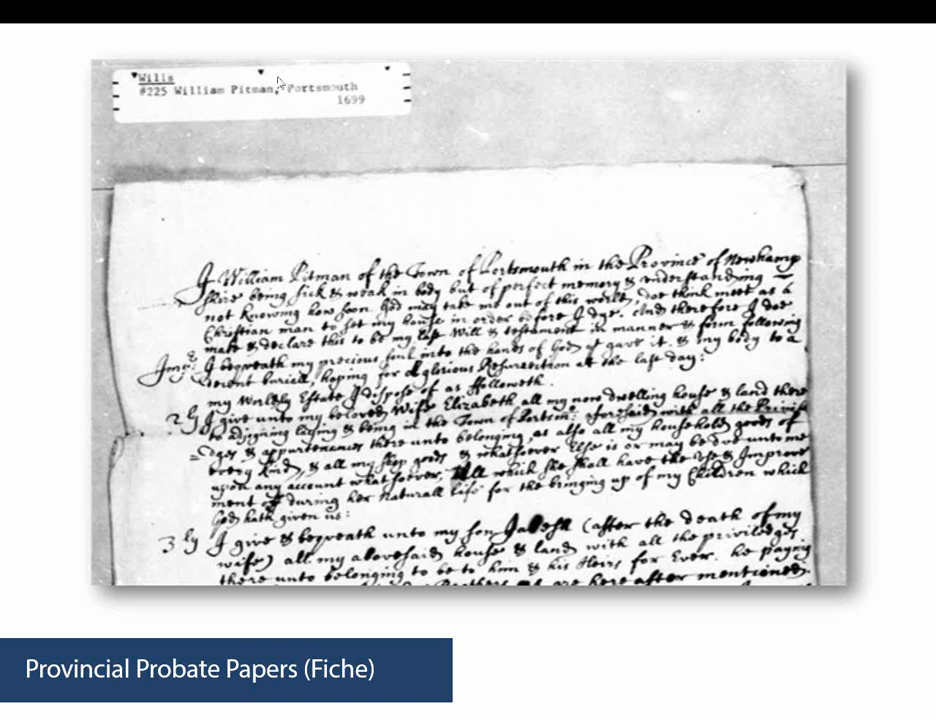 Wills
#225 William Pitman, Portsmouth
1699
I William Pitman of the Town of Portsmouth in the Province of Newhamp
shire being sick & weak in body but of perfect memory & understanding
not knowing how soon God may take me out of this world, doe think meet as a
Christian man to set my house in order before I dye. And therefore I doe
make & declare this to be my last Will & testament in manner & form following
Imp: I bequeath my precious soul into the hands of God yt gave it, & my body to a
decent buriall, hoping for a glorious Resurrection at the last day:
my Worldly Estate I dispose of as followeth.
2ly I give unto my beloved Wife Elizabeth all my now dwelling house & land there
to adjoyning laying & being in the Town of Portsm: aforesaid with all the Privile
=dges & appurtenances there unto belonging, as also all my household goods of
every kind, & all my shop goods & whatsoever Else is or may be due unto me
upon any account whatsoever, All which she shall have the Use & Improve
ment of during her Naturall life for the bringing up of my Children which
God hath given us:
3ly I give & bequeath unto my son (after the death of my
wife) all my abovesaid house & land with all the priviledges
there unto belonging to be to him & his Heirs for Ever. he paying
are here after mentioned
Provincial Probate Papers (Fiche)